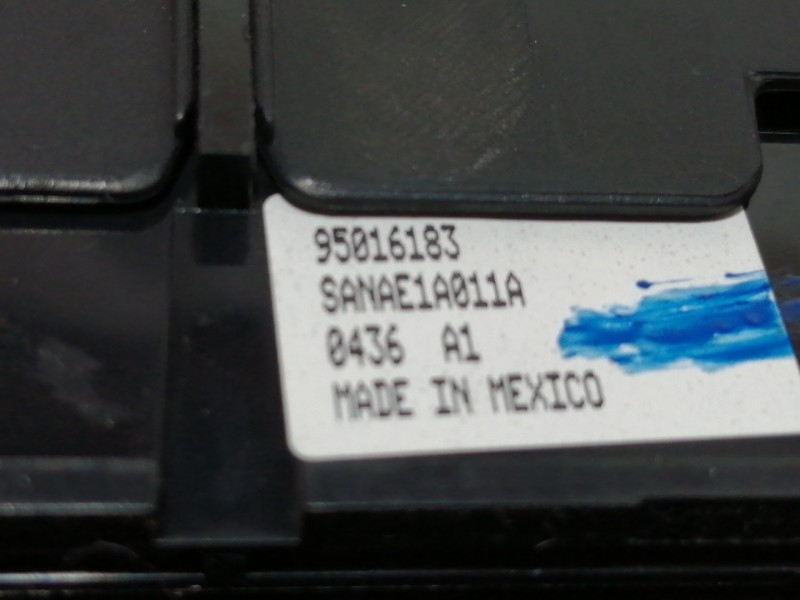 95016183
SANAE1A011A
0436 A1
MADE IN MEXICO